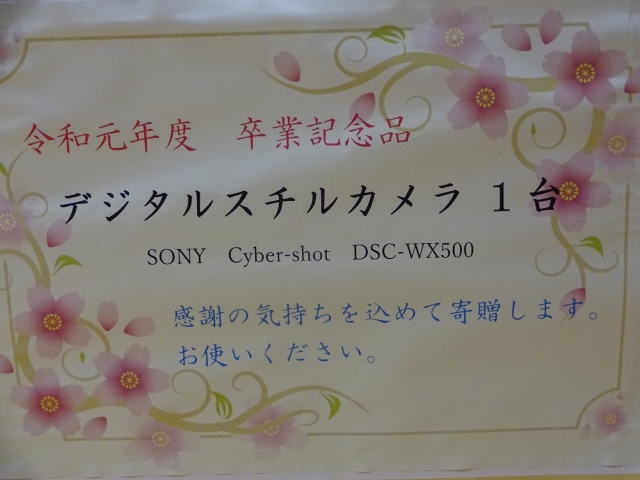 令和元年度　卒業記念品
デジタルスチルカメラ １台
SONY　Cyber-shot　DSC-WX500
感謝の気持ちを込めて寄贈します。
お使いください。